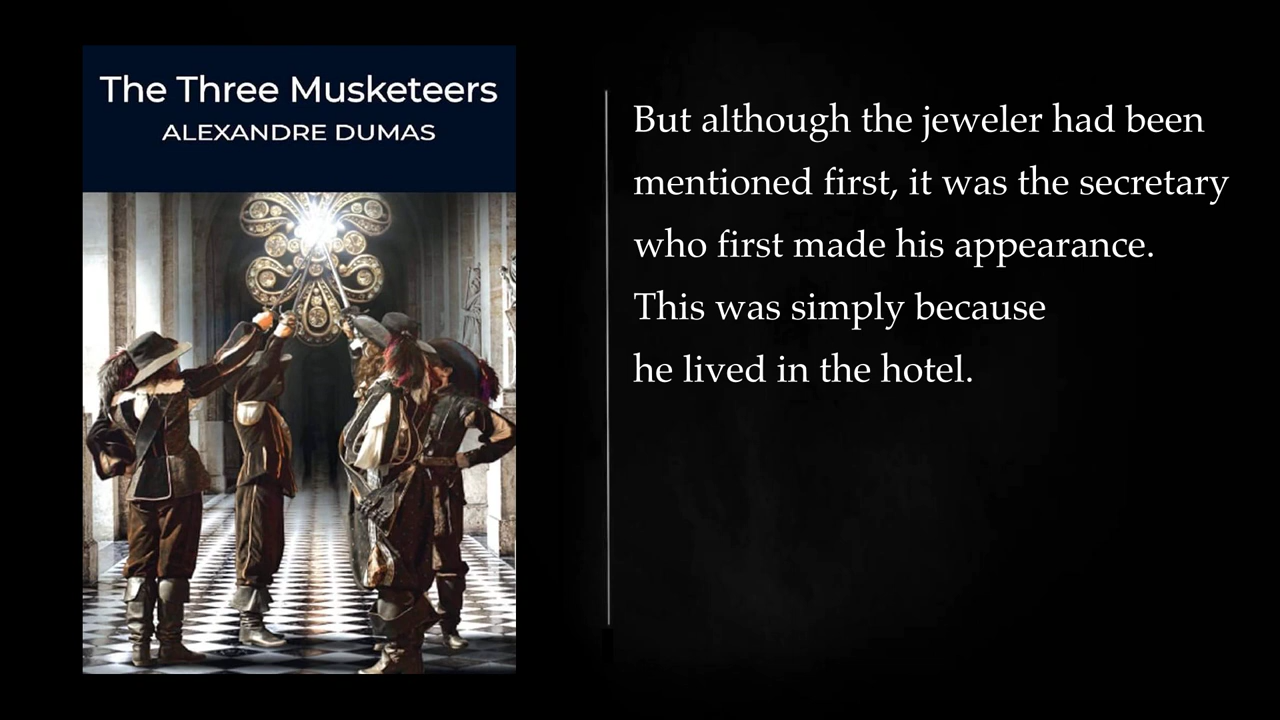 The Three Musketeers
ALEXANDRE DUMAS
But although the jeweler had been
mentioned first, it was the secretary
who first made his appearance.
This was simply because
he lived in the hotel.